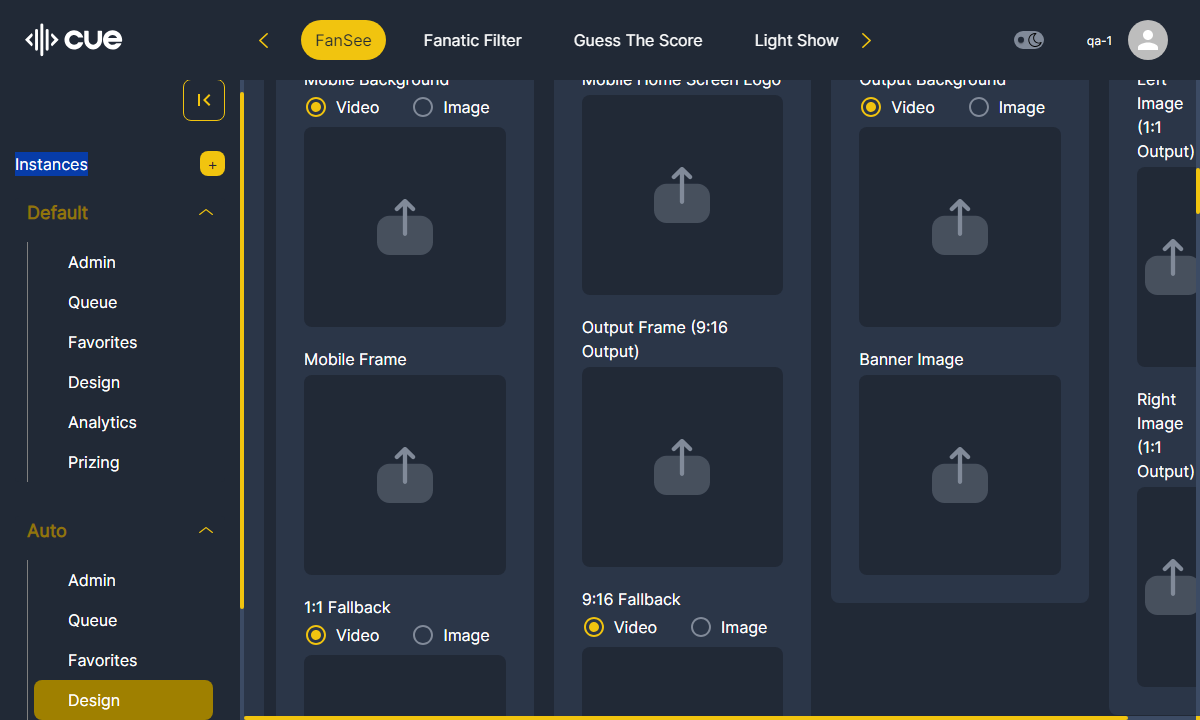 CUE
FanSee
Fanatic Filter
Guess The Score
Light Show
qa-1
Instances
+
Default
Admin
Queue
Favorites
Design
Analytics
Prizing
Auto
Admin
Queue
Favorites
Design
Mobile Background
Video
Image
Mobile Frame
1:1 Fallback
Video
Image
Mobile Home Screen Logo
Output Frame (9:16
Output)
9:16 Fallback
Video
Image
Output Background
Video
Image
Banner Image
Left
Image
(1:1
Output)
Right
Image
(1:1
Output)